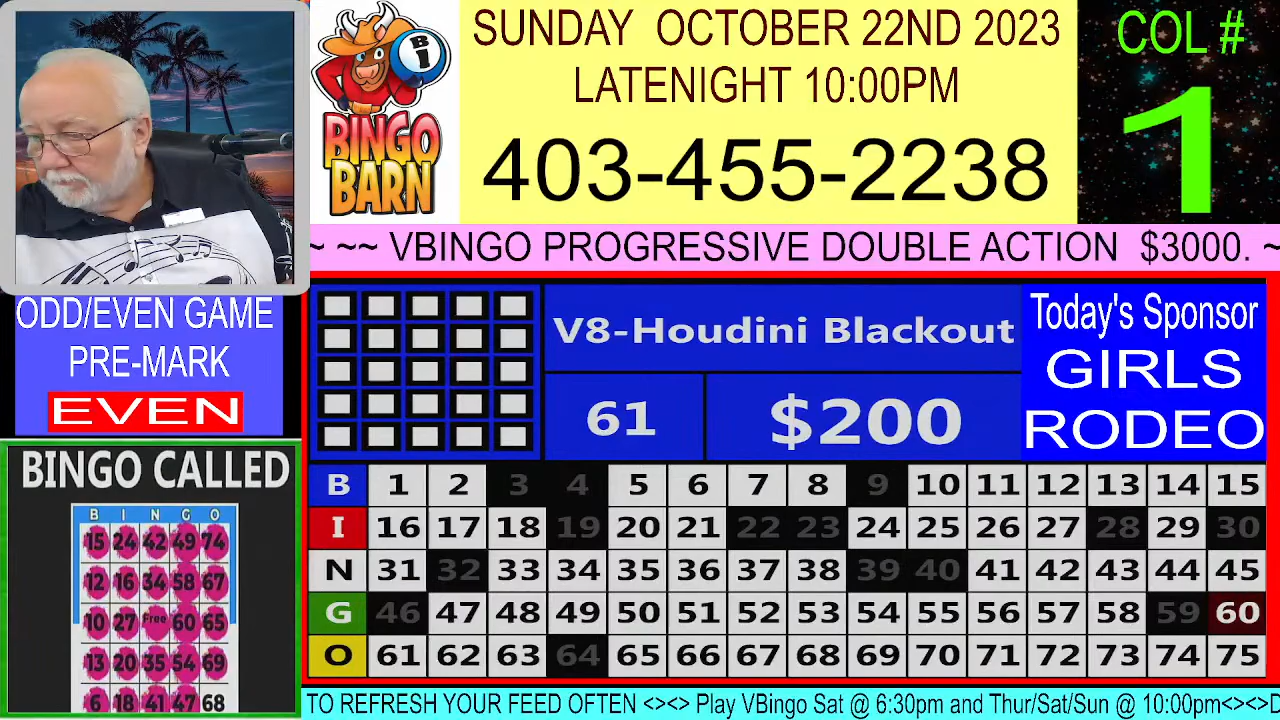 BI
BINGO
BARN
SUNDAY OCTOBER 22ND 2023
LATENIGHT 10:00PM
403-455-2238
COL #
1
~ ~~ VBINGO PROGRESSIVE DOUBLE ACTION $3000. ~
ODD/EVEN GAME
PRE-MARK
EVEN
V8-Houdini Blackout
61
$200
Today's Sponsor
GIRLS
RODEO
BINGO CALLED
B I N G O
15 24 42 49 74
12 16 34 58 67
10 27 Free 60 65
13 20 35 54 69
6 18 41 47 68
B 1 2 3 4 5 6 7 8 9 10 11 12 13 14 15
I 16 17 18 19 20 21 22 23 24 25 26 27 28 29 30
N 31 32 33 34 35 36 37 38 39 40 41 42 43 44 45
G 46 47 48 49 50 51 52 53 54 55 56 57 58 59 60
O 61 62 63 64 65 66 67 68 69 70 71 72 73 74 75
TO REFRESH YOUR FEED OFTEN <<>> Play VBingo Sat @ 6:30pm and Thur/Sat/Sun @ 10:00pm<<>>D